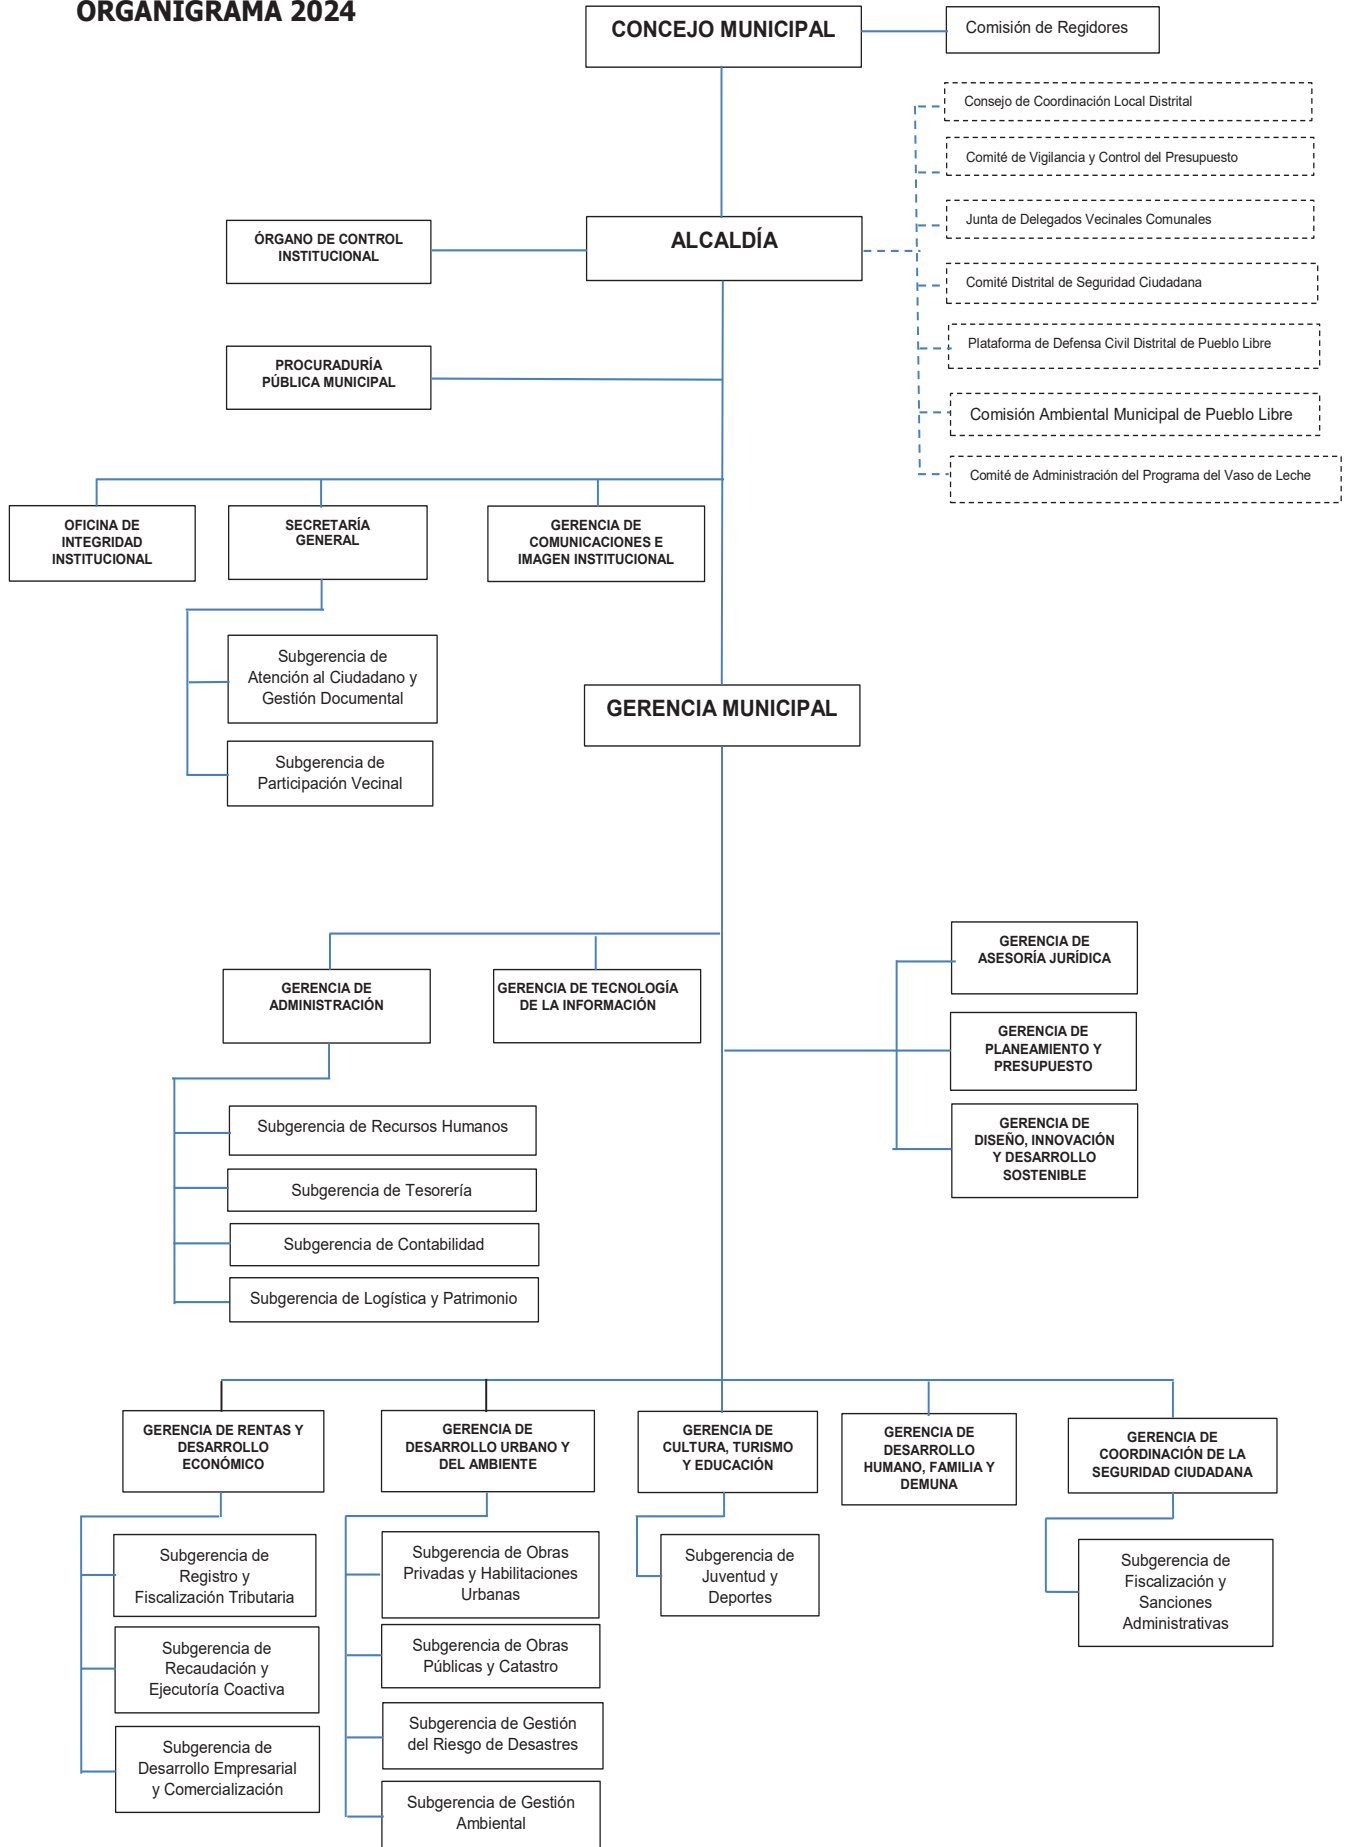 ORGANIGRAMA 2024
CONCEJO MUNICIPAL
Comisión de Regidores
Consejo de Coordinación Local Distrital
Comité de Vigilancia y Control del Presupuesto
Junta de Delegados Vecinales Comunales
ÓRGANO DE CONTROL
INSTITUCIONAL
ALCALDÍA
Comité Distrital de Seguridad Ciudadana
Plataforma de Defensa Civil Distrital de Pueblo Libre
PROCURADURÍA
PÚBLICA MUNICIPAL
Comisión Ambiental Municipal de Pueblo Libre
Comité de Administración del Programa del Vaso de Leche
OFICINA DE
INTEGRIDAD
INSTITUCIONAL
SECRETARÍA
GENERAL
GERENCIA DE
COMUNICACIONES E
IMAGEN INSTITUCIONAL
Subgerencia de
Atención al Ciudadano y
Gestión Documental
Subgerencia de
Participación Vecinal
GERENCIA MUNICIPAL
GERENCIA DE
ASESORÍA JURÍDICA
GERENCIA DE
ADMINISTRACIÓN
GERENCIA DE TECNOLOGÍA
DE LA INFORMACIÓN
GERENCIA DE
PLANEAMIENTO Y
PRESUPUESTO
GERENCIA DE
DISEÑO, INNOVACIÓN
Y DESARROLLO
SOSTENIBLE
Subgerencia de Recursos Humanos
Subgerencia de Tesorería
Subgerencia de Contabilidad
Subgerencia de Logística y Patrimonio
GERENCIA DE RENTAS Y
DESARROLLO
ECONÓMICO
GERENCIA DE
DESARROLLO URBANO Y
DEL AMBIENTE
GERENCIA DE
CULTURA, TURISMO
Y EDUCACIÓN
GERENCIA DE
DESARROLLO
HUMANO, FAMILIA Y
DEMUNA
GERENCIA DE
COORDINACIÓN DE LA
SEGURIDAD CIUDADANA
Subgerencia de
Registro y
Fiscalización Tributaria
Subgerencia de
Recaudación y
Ejecutoría Coactiva
Subgerencia de
Desarrollo Empresarial
y Comercialización
Subgerencia de Obras
Privadas y Habilitaciones
Urbanas
Subgerencia de Obras
Públicas y Catastro
Subgerencia de Gestión
del Riesgo de Desastres
Subgerencia de Gestión
Ambiental
Subgerencia de
Juventud y
Deportes
Subgerencia de
Fiscalización y
Sanciones
Administrativas